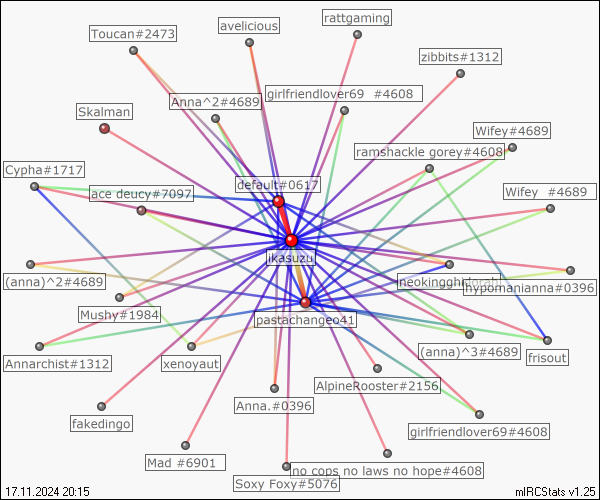 rattgaming
avelicious
Toucan#2473
zibbits#1312
girlfriendlover69 #4608
Anna^2#4689
Skalman
Wifey#4689
ramshackle gorey#4608
Cypha#1717
default#0617
ace deucy#7097
Wifey #4689
jikasuzu
(anna)^2#4689
hypomanianna#0396
Mushy#1984
pastachangeo41
(anna)^3#4689
frisout
Annarchist#1312
xenoyaut
AlpineRooster#2156
Anna.#0396
fakedingo
girlfriendlover69#4608
Mad #6901
no cops no laws no hope#4608
Soxy Foxy#5076
17.11.2024 20:15
mIRCStats v1.25